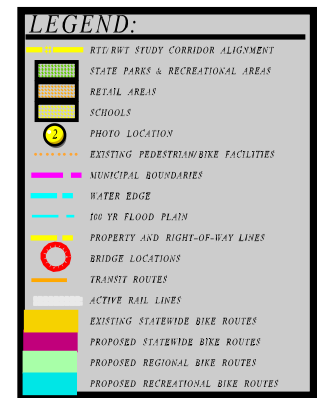 LEGEND:
RTT/RWT STUDY CORRIDOR ALIGNMENT
STATE PARKS & RECREATIONAL AREAS
RETAIL AREAS
SCHOOLS
2 PHOTO LOCATION
EXISTING PEDESTRIAN/BIKE FACILITIES
MUNICIPAL BOUNDARIES
WATER EDGE
100 YR FLOOD PLAIN
PROPERTY AND RIGHT-OF-WAY LINES
BRIDGE LOCATIONS
TRANSIT ROUTES
ACTIVE RAIL LINES
EXISTING STATEWIDE BIKE ROUTES
PROPOSED STATEWIDE BIKE ROUTES
PROPOSED REGIONAL BIKE ROUTES
PROPOSED RECREATIONAL BIKE ROUTES